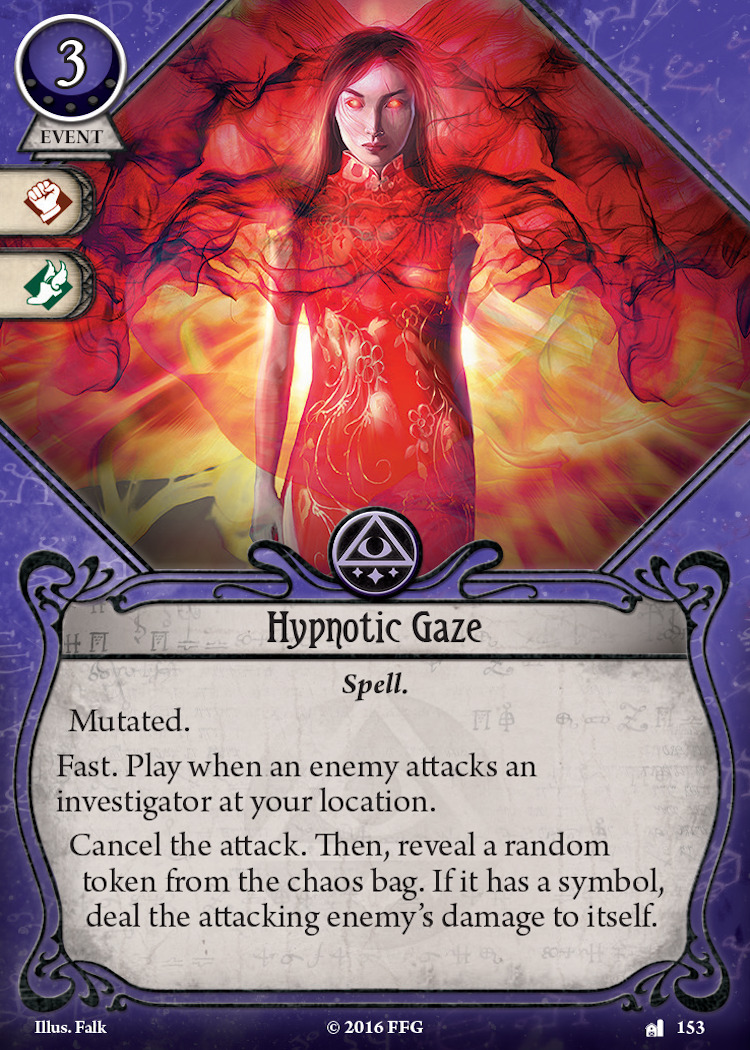 3
EVENT
Hypnotic Gaze
Spell.
Mutated.
Fast. Play when an enemy attacks an
investigator at your location.
Cancel the attack. Then, reveal a random
token from the chaos bag. If it has a symbol,
deal the attacking enemy's damage to itself.
Illus. Falk
© 2016 FFG
153